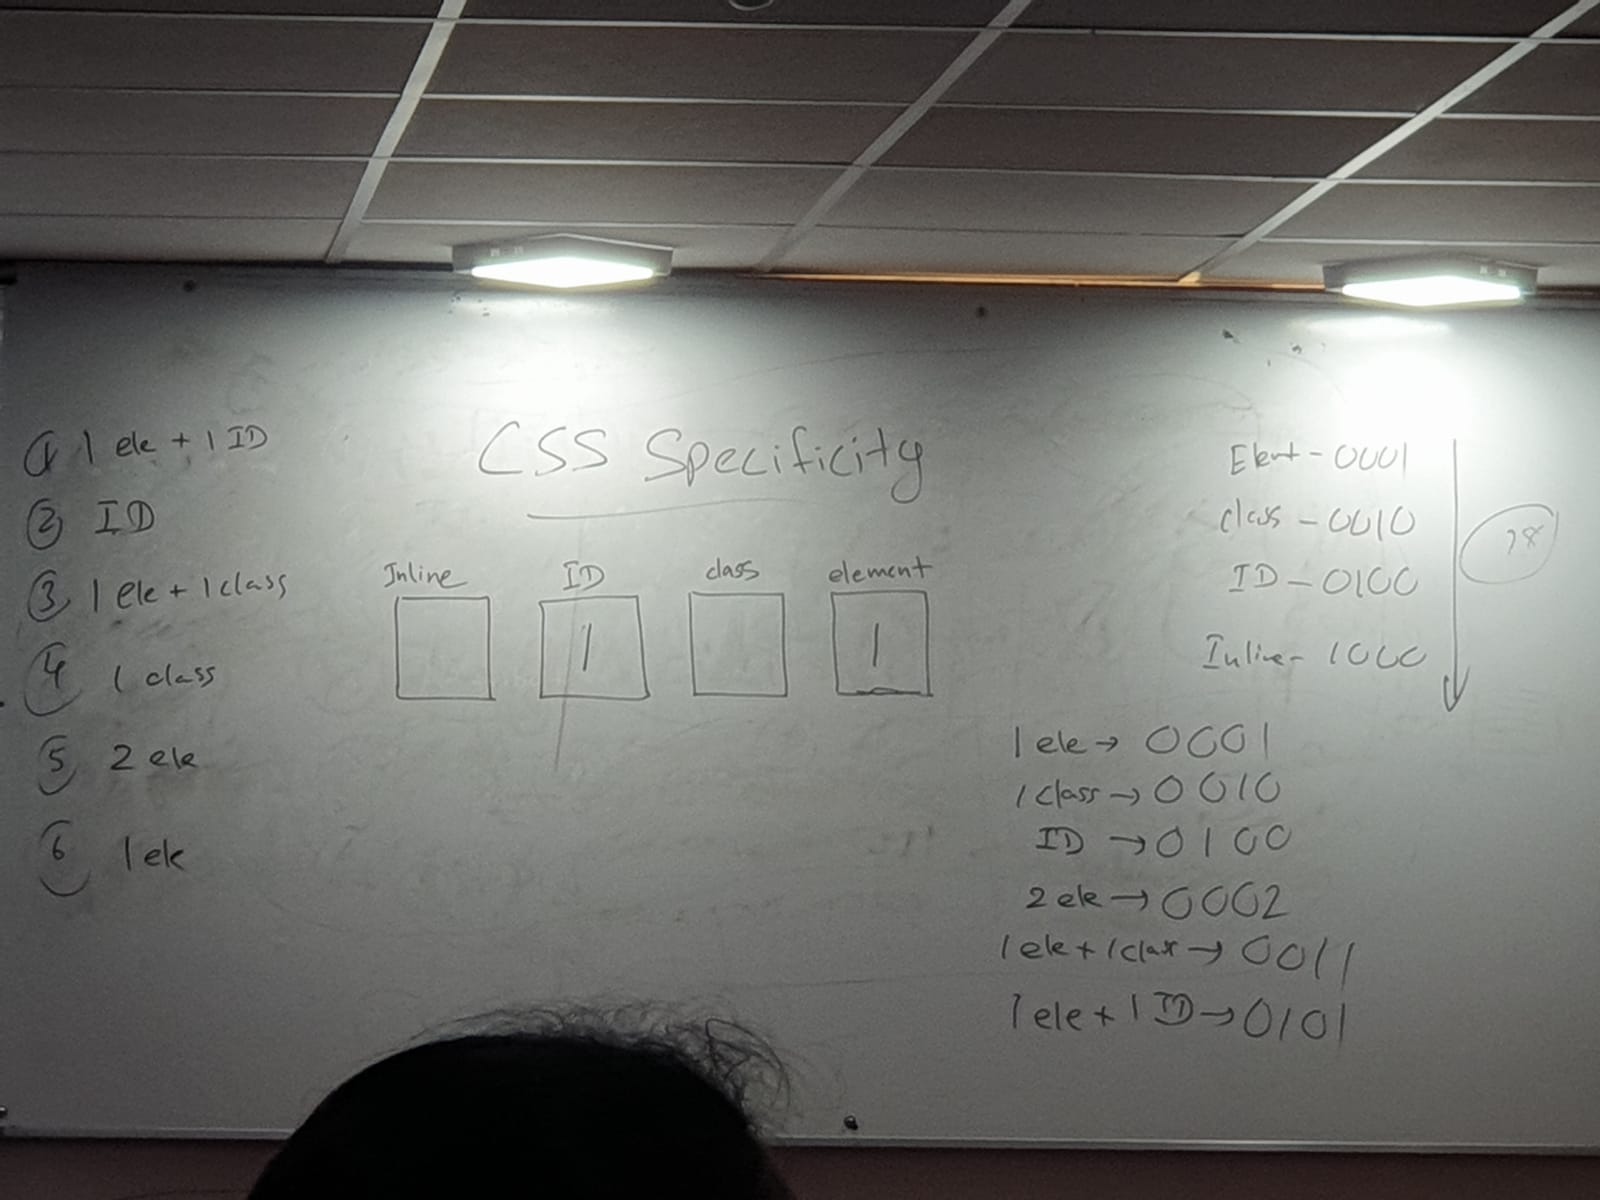 CSS Specificity
① 1 ele + 1 ID
② ID
③ 1 ele + 1 class
④ 1 class
⑤ 2 ele
⑥ 1 ele
Inline ID class element
1 1
Elent - 0001
class - 0010
ID - 0100
Inline - 1000
1 ele → 0001
1 class → 0010
ID → 0100
2 ele → 0002
1 ele + 1 class → 0011
1 ele + 1 ID → 0101